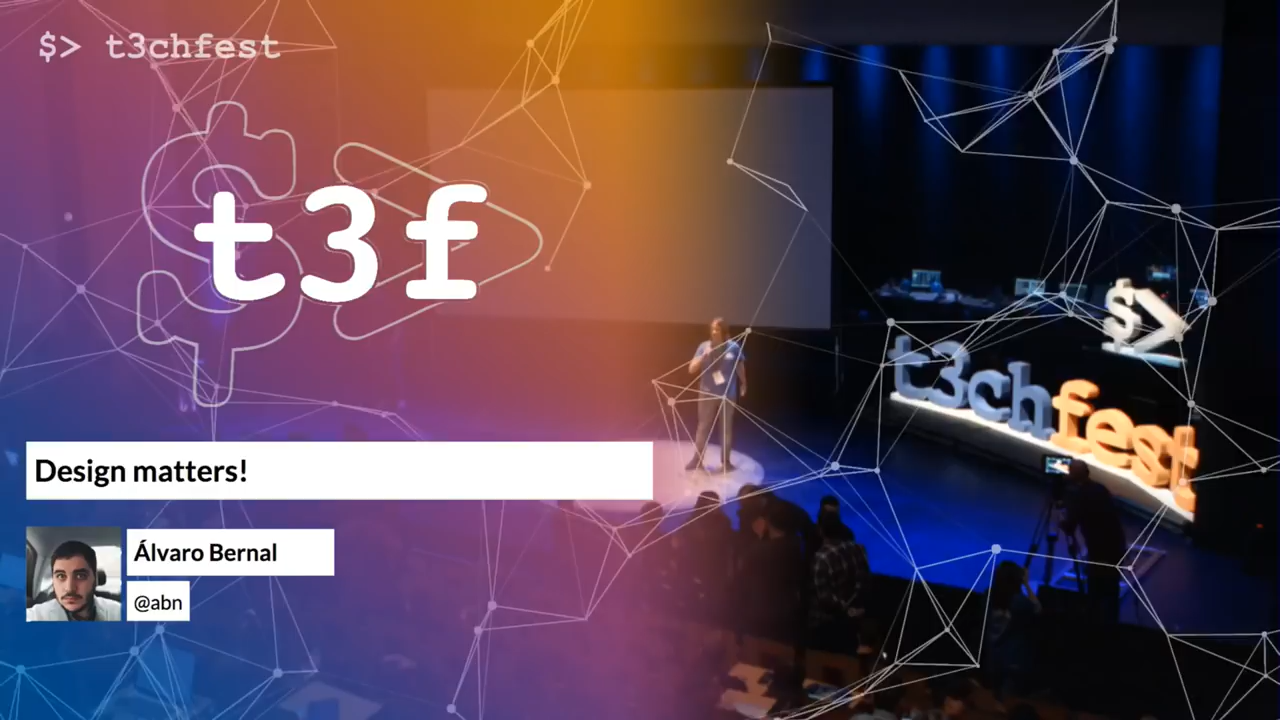 $> t3chfest
t3f
$>
t3chfest
Design matters!
Álvaro Bernal
@abn